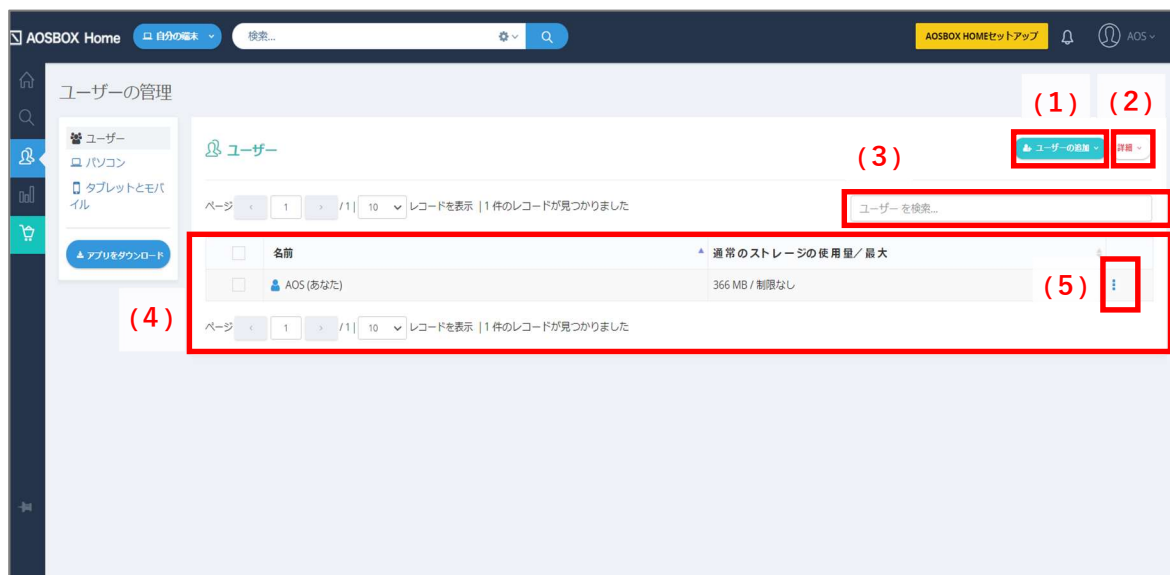 AOSBOX Home 自分の端末 検索... AOSBOX HOMEセットアップ AOS
ユーザーの管理
(1) (2)
ユーザー
パソコン
タブレットとモバ
イル
アプリをダウンロード
ユーザー
ユーザーの追加 詳細
(3)
ページ 1 / 1 | 10 レコードを表示 | 1 件のレコードが見つかりました
ユーザー を検索...
名前 通常のストレージの使用量/最大
AOS (あなた) 366 MB / 制限なし
(5)
(4)
ページ 1 / 1 | 10 レコードを表示 | 1 件のレコードが見つかりました